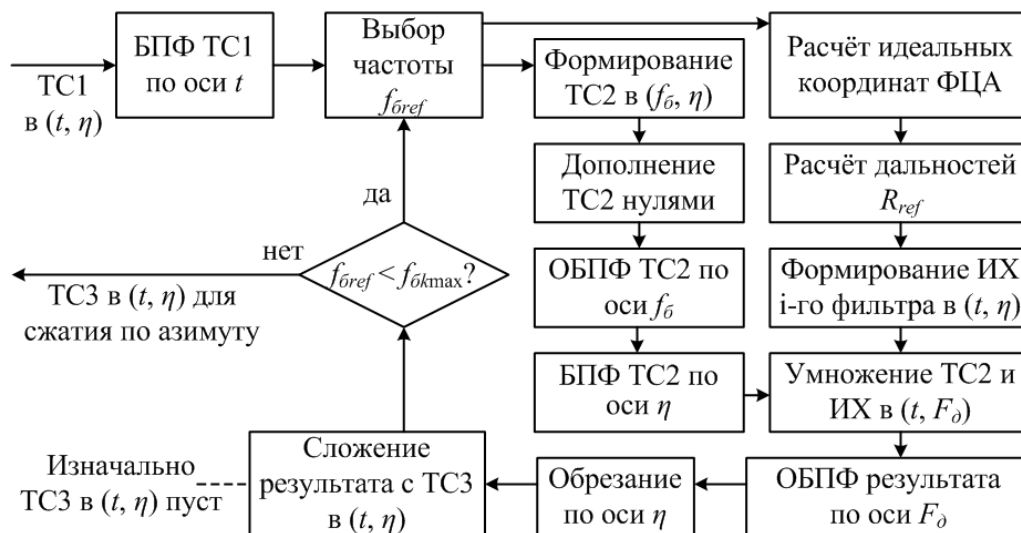 ТС1
в (t, η)
БПФ ТС1
по оси t
Выбор
частоты
fбref
Формирование
ТС2 в (fб, η)
Расчёт идеальных
координат ФЦА
Дополнение
ТС2 нулями
Расчёт дальностей
Rref
да
нет
fбref < fбkmax?
ТС3 в (t, η) для
сжатия по азимуту
ОБПФ ТС2 по
оси fб
Формирование ИХ
i-го фильтра в (t, η)
БПФ ТС2 по
оси η
Умножение ТС2 и
ИХ в (t, Fд)
Изначально
ТС3 в (t, η) пуст
Сложение
результата с ТС3
в (t, η)
Обрезание
по оси η
ОБПФ результата
по оси Fд